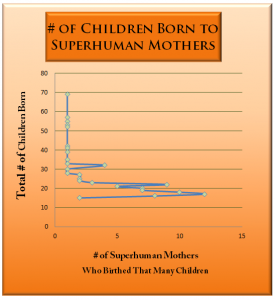 # of Children Born to
Superhuman Mothers
Total # of Children Born
80
70
60
50
40
30
20
10
0
0 5 10 15
# of Superhuman Mothers
Who Birthed That Many Children